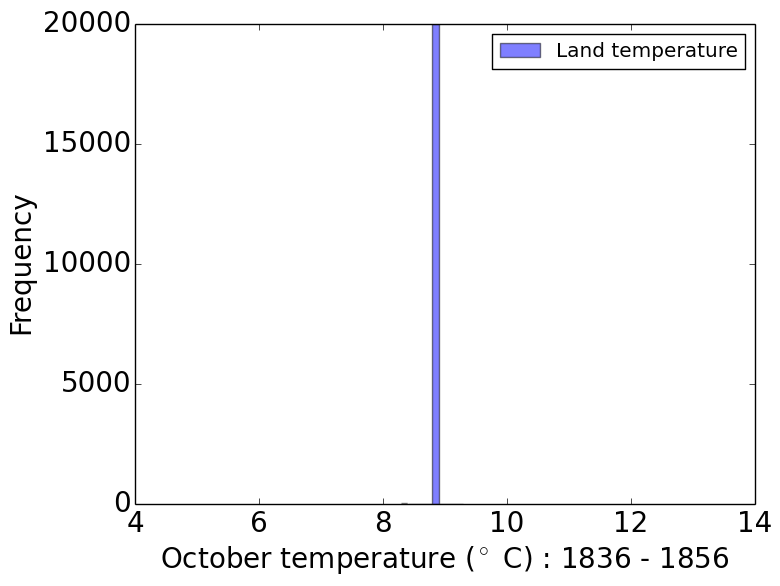 20000
15000
10000
5000
0
Frequency
Land temperature
4 6 8 10 12 14
October temperature (° C) : 1836 - 1856